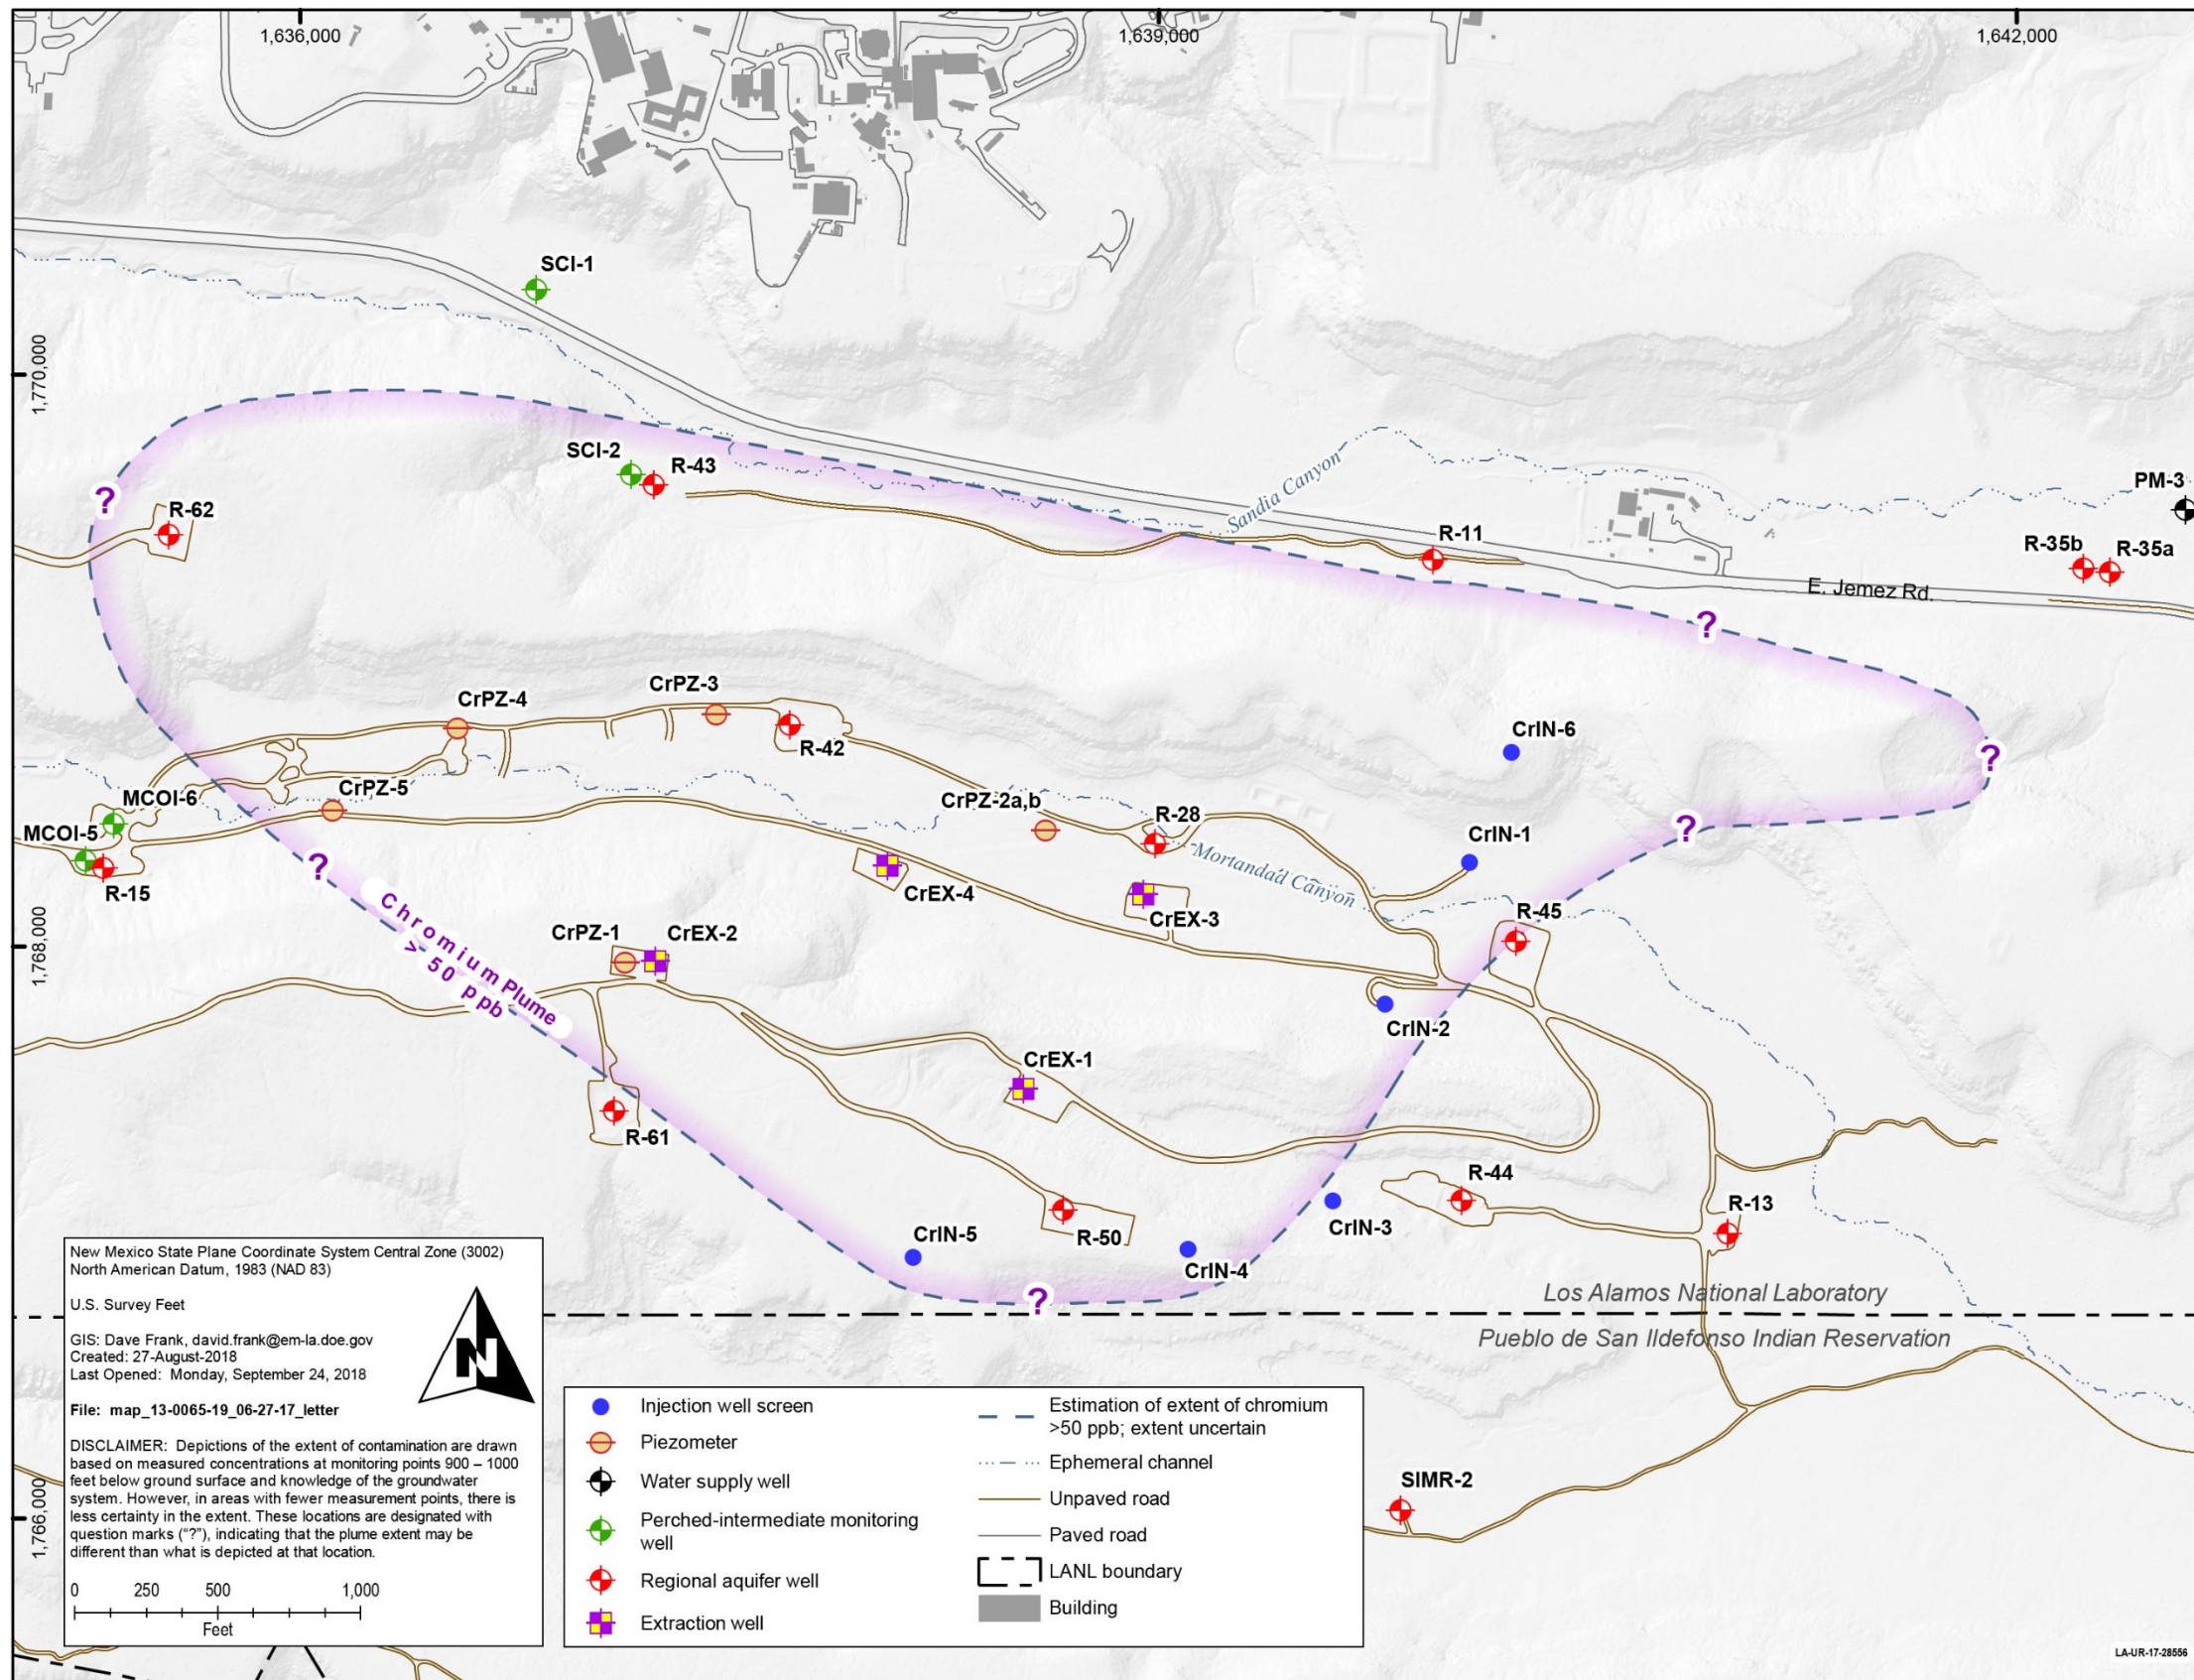 1,636,000
1,639,000
1,642,000
1,770,000
1,768,000
1,766,000
SCI-1
SCI-2
R-43
R-62
PM-3
R-11
R-35b
R-35a
Sandia Canyon
E. Jemez Rd.
?
?
?
?
?
?
CrPZ-4
CrPZ-3
R-42
CrIN-6
MCOI-6
CrPZ-5
CrPZ-2a,b
R-28
MCOI-5
R-15
CrIN-1
Mortandad Canyon
CrEX-4
CrEX-3
R-45
Chromium Plume
> 50 ppb
CrPZ-1
CrEX-2
CrIN-2
CrEX-1
R-61
R-44
R-13
CrIN-3
R-50
CrIN-5
CrIN-4
Los Alamos National Laboratory
Pueblo de San Ildefonso Indian Reservation
SIMR-2
New Mexico State Plane Coordinate System Central Zone (3002)
North American Datum, 1983 (NAD 83)
U.S. Survey Feet
GIS: Dave Frank, david.frank@em-la.doe.gov
Created: 27-August-2018
Last Opened: Monday, September 24, 2018
File: map_13-0065-19_06-27-17_letter
DISCLAIMER: Depictions of the extent of contamination are drawn
based on measured concentrations at monitoring points 900 – 1000
feet below ground surface and knowledge of the groundwater
system. However, in areas with fewer measurement points, there is
less certainty in the extent. These locations are designated with
question marks (“?”), indicating that the plume extent may be
different than what is depicted at that location.
0 250 500 1,000
Feet
N
Injection well screen
Piezometer
Water supply well
Perched-intermediate monitoring
well
Regional aquifer well
Extraction well
Estimation of extent of chromium
>50 ppb; extent uncertain
Ephemeral channel
Unpaved road
Paved road
LANL boundary
Building
LA-UR-17-28556